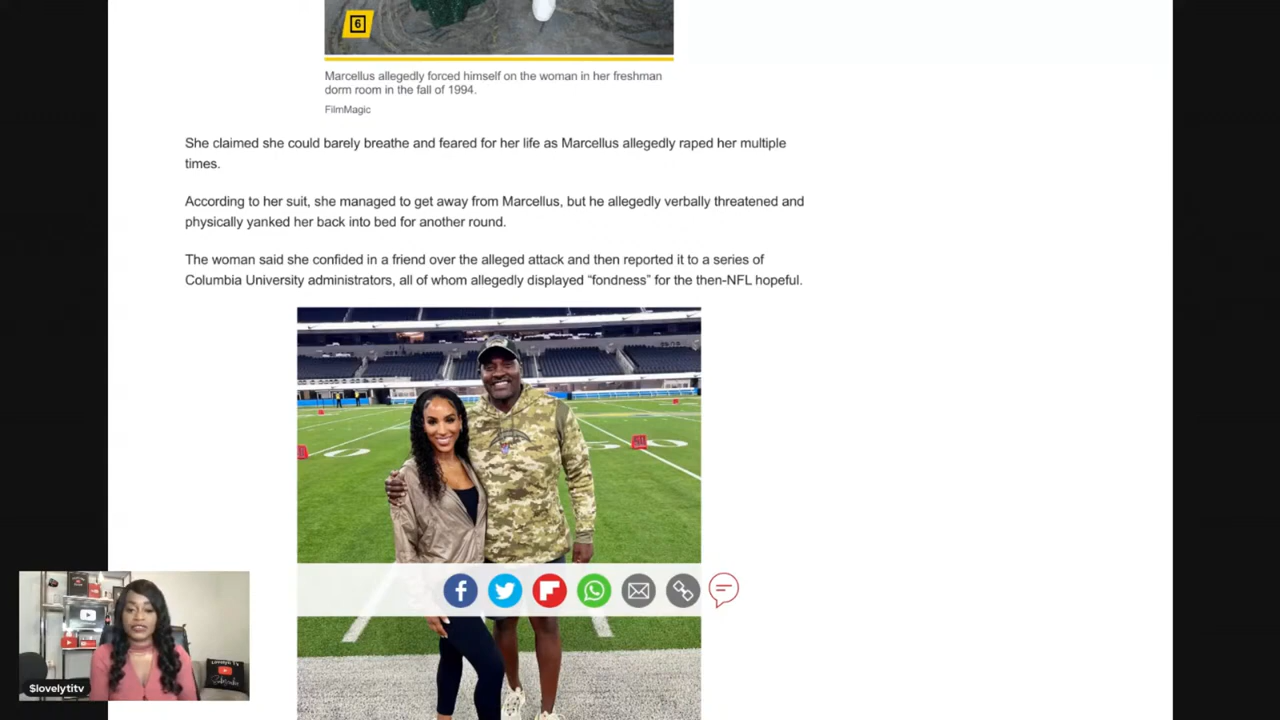 6
Marcellus allegedly forced himself on the woman in her freshman
dorm room in the fall of 1994.
FilmMagic
She claimed she could barely breathe and feared for her life as Marcellus allegedly raped her multiple
times.
According to her suit, she managed to get away from Marcellus, but he allegedly verbally threatened and
physically yanked her back into bed for another round.
The woman said she confided in a friend over the alleged attack and then reported it to a series of
Columbia University administrators, all of whom allegedly displayed “fondness” for the then-NFL hopeful.
Lovely Tv
Subscribe
$lovelytitv